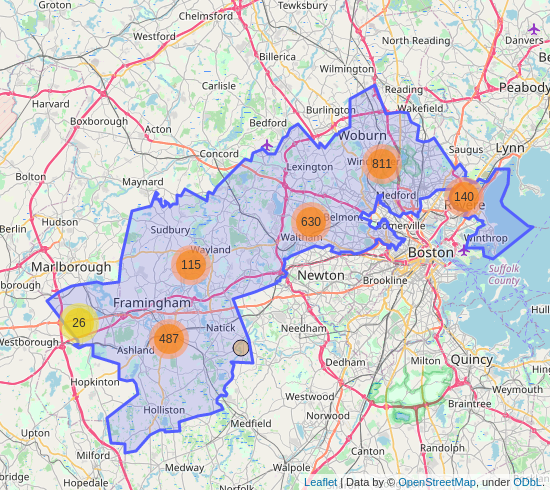 Groton
Tewksbury
Chelmsford
Danvers
Westford
North Reading
Billerica
Wilmington
Peabody
Carlisle
Reading
Harvard
Burlington
Wakefield
Boxborough
Bedford
Acton
Woburn
Lynn
Concord
Saugus
Lexington
811
Bolton
Maynard
Medford
140
Hudson
630
Belmont
Somerville
Berlin
Sudbury
Waltham
Winthrop
Wayland
Boston
Marlborough
115
Newton
Suffolk
County
Brookline
Framingham
26
Natick
Needham
Westborough
487
Ashland
Quincy
Dedham
Milton
Hopkinton
Weymouth
Westwood
Braintree
Holliston
Norwood
Medfield
Upton
Canton
Randolph
Milford
Medway
Walpole
Hopedale
Norfolk
Leaflet | Data by © OpenStreetMap, under ODbL.